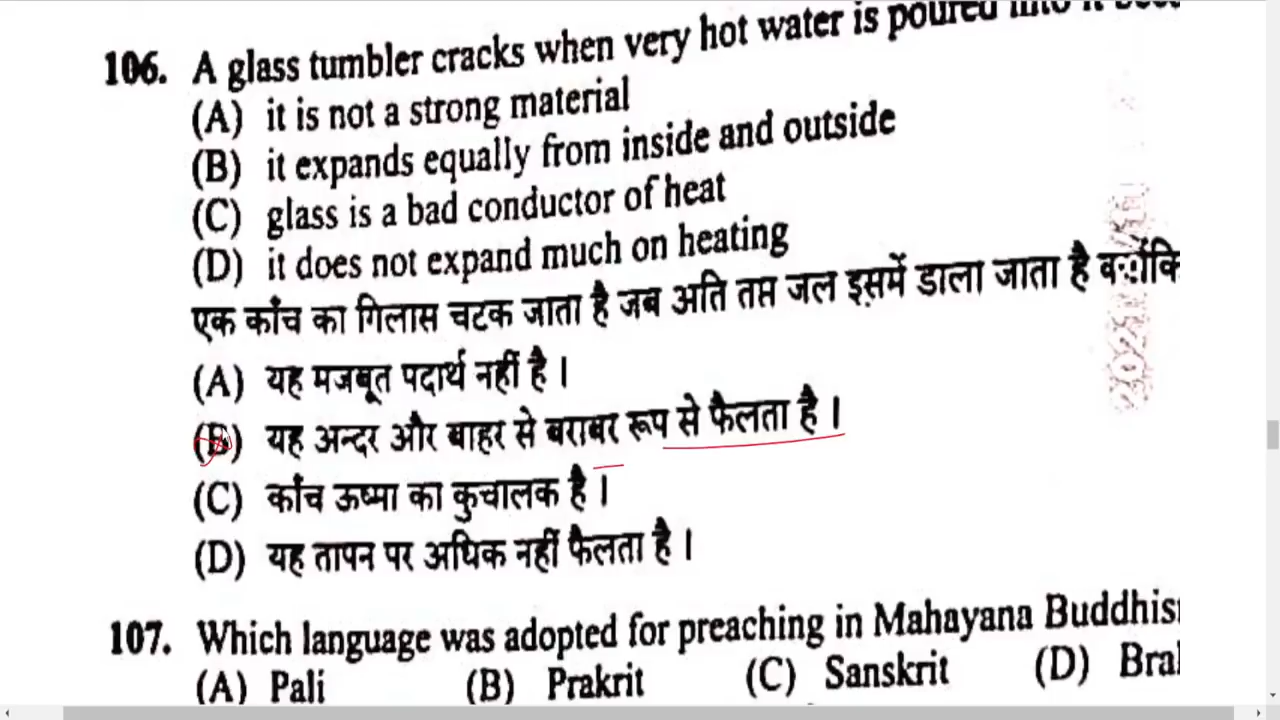 106. A glass tumbler cracks when very hot water is poured into it
(A) it is not a strong material
(B) it expands equally from inside and outside
(C) glass is a bad conductor of heat
(D) it does not expand much on heating
एक काँच का गिलास चटक जाता है जब अति तप्त जल इसमें डाला जाता है क्योंकि
(A) यह मजबूत पदार्थ नहीं है ।
(B) यह अन्दर और बाहर से बराबर रूप से फैलता है ।
(C) काँच ऊष्मा का कुचालक है ।
(D) यह तापन पर अधिक नहीं फैलता है ।
107. Which language was adopted for preaching in Mahayana
(A) Pali (B) Prakrit (C) Sanskrit (D)